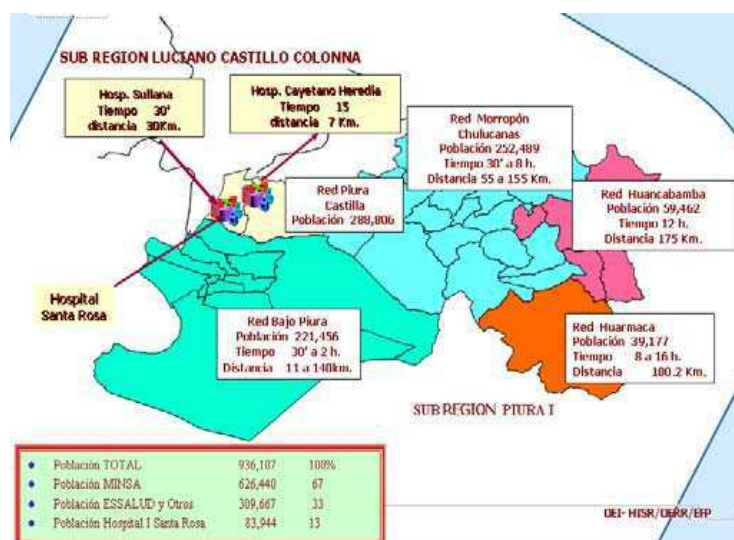 SUB REGION LUCIANO CASTILLO COLONNA
Hosp. Sullana
Tiempo 30'
distancia 30Km.
Hosp. Cayetano Heredia
Tiempo 15
distancia 7 Km.
Red Morropón
Chulucanas
Población 252,489
Tiempo 30' a 8 h.
Distancia 55 a 155 Km.
Red Piura
Castilla
Población 288,806
Red Huancabamba
Población 59,462
Tiempo 12 h.
Distancia 175 Km.
Hospital
Santa Rosa
Red Bajo Piura
Población 221,456
Tiempo 30' a 2 h.
Distancia 11 a 140km.
Red Huarmaca
Población 39,177
Tiempo 8 a 16 h.
Distancia 180.2 Km.
SUB REGION PIURA I
Población TOTAL 936,107 100%
Población MINSA 626,440 67
Población ESSALUD y Otros 309,667 33
Población Hospital I Santa Rosa 83,944 13
OEI- HISR/OERR/EFP